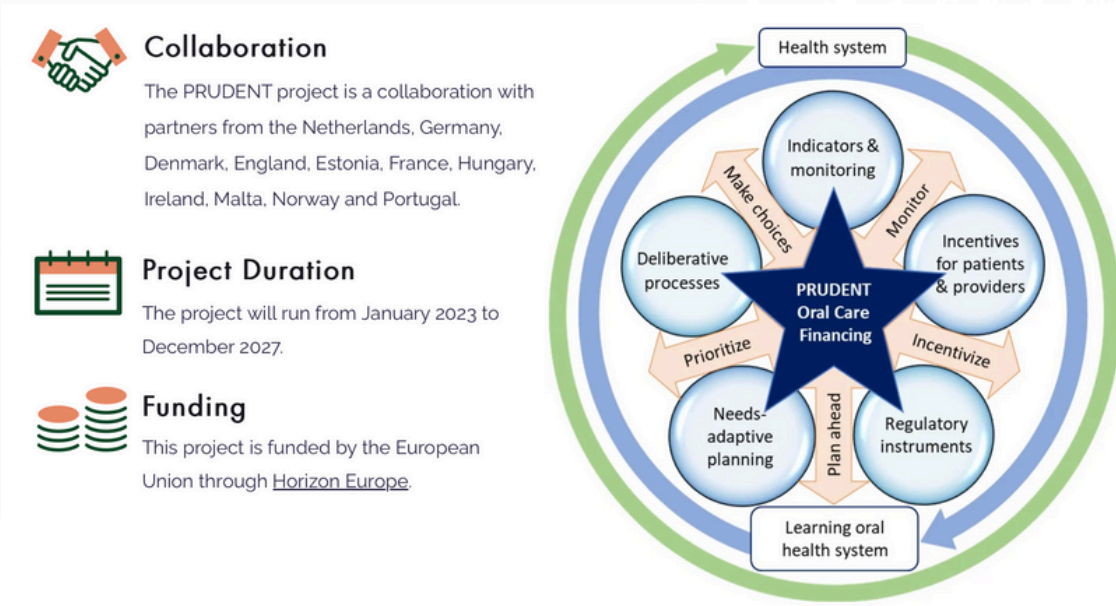 Collaboration
The PRUDENT project is a collaboration with
partners from the Netherlands, Germany,
Denmark, England, Estonia, France, Hungary,
Ireland, Malta, Norway and Portugal.
Project Duration
The project will run from January 2023 to
December 2027.
Funding
This project is funded by the European
Union through Horizon Europe.
Health system
Indicators &
monitoring
Make choices
Monitor
Deliberative
processes
Incentives
for patients
& providers
PRUDENT
Oral Care
Financing
Prioritize
Incentivize
Needs-
adaptive
planning
Plan ahead
Regulatory
instruments
Learning oral
health system